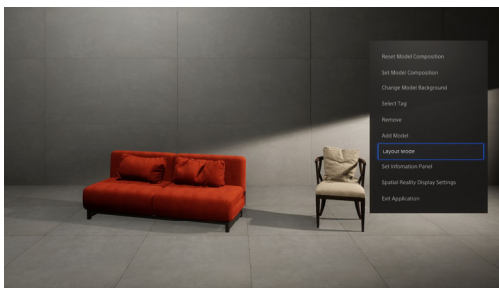 Reset Model Composition
Set Model Composition
Change Model Background
Select Tag
Remove
Add Model
Layout Mode
Set Infomation Panel
Spatial Reality Display Settings
Exit Application